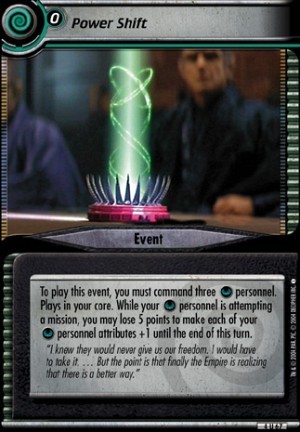 0 Power Shift
Event
To play this event, you must command three personnel.
Plays in your core. While your personnel is attempting
a mission, you may lose 5 points to make each of your
personnel attributes +1 until the end of this turn.
"I knew they would never give us our freedom. I would have
to take it. . . . But the point is that finally the Empire is realizing
that there is a better way."